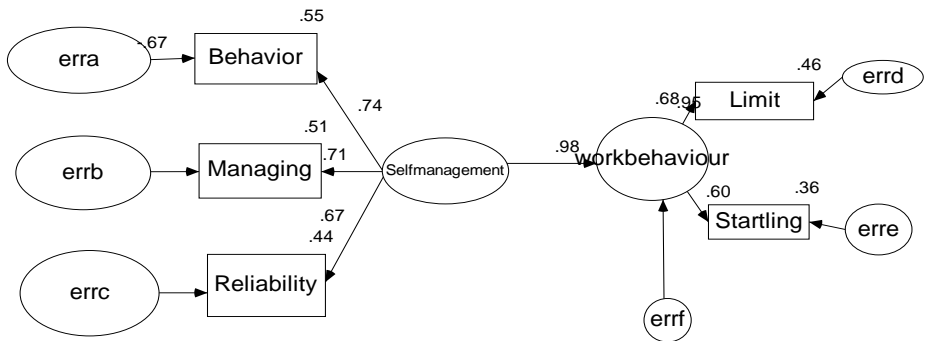 .55
-.67
erra
Behavior
.74
.51
.71
errb
Managing
.67
.44
errc
Reliability
Selfmanagement
.98
workbehaviour
.68
.95
.46
Limit
errd
.60
.36
Startling
erre
errf